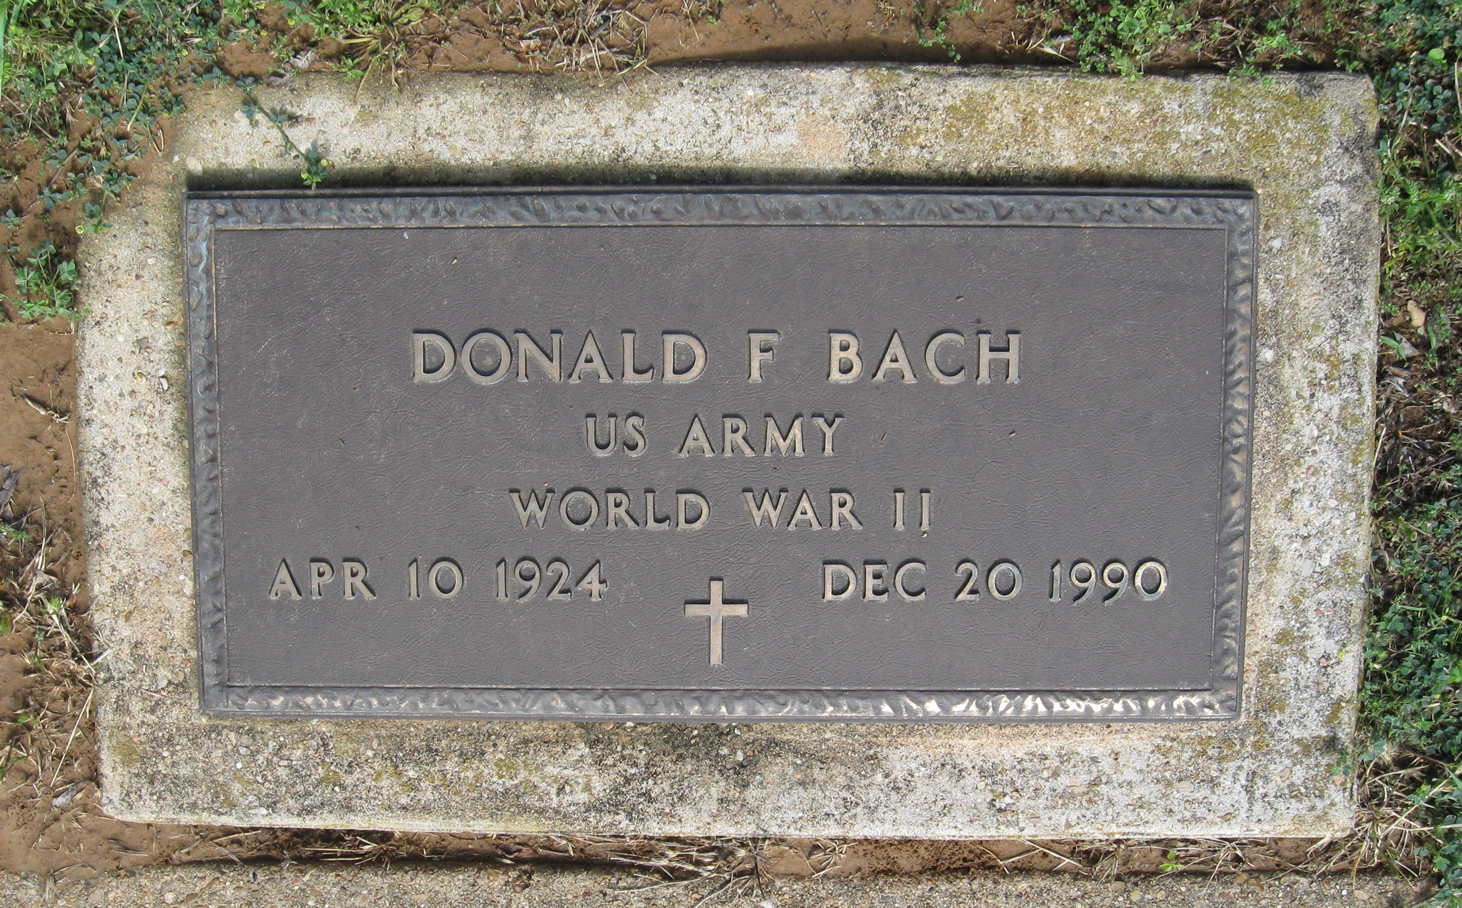 DONALD F BACH
US ARMY
WORLD WAR II
APR 10 1924 DEC 20 1990